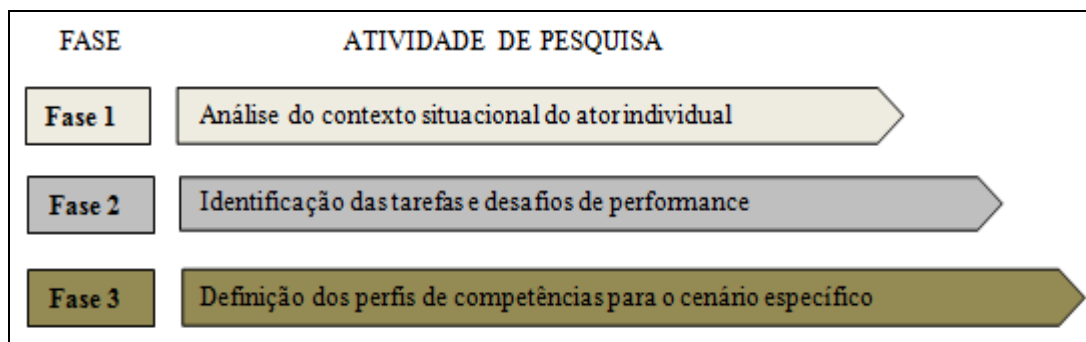 FASE ATIVIDADE DE PESQUISA
Fase 1 Análise do contexto situacional do ator individual
Fase 2 Identificação das tarefas e desafios de performance
Fase 3 Definição dos perfis de competências para o cenário específico